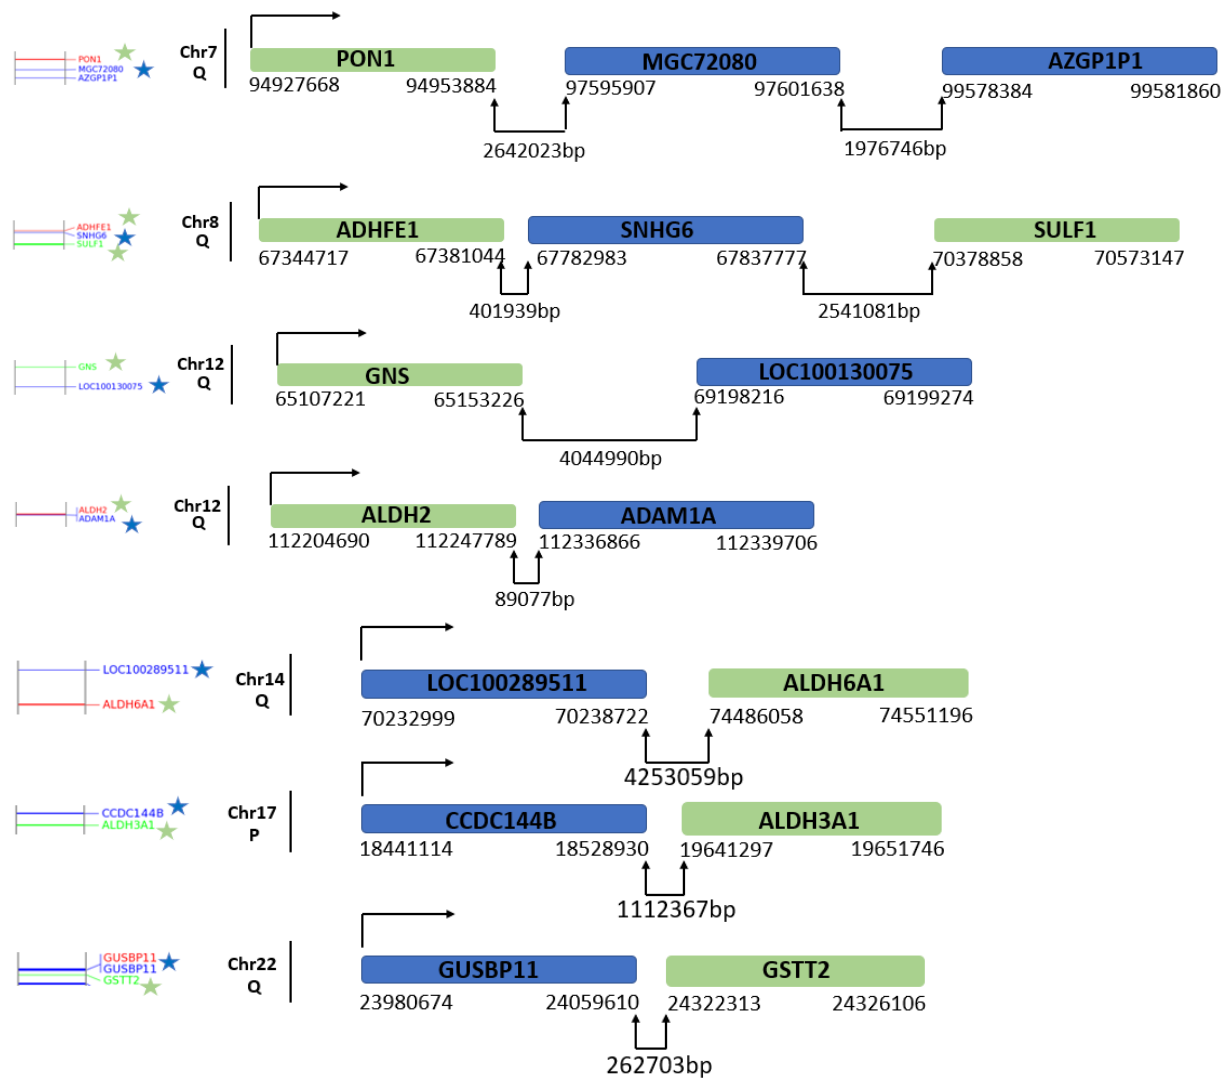 PON1
MGC72080
AZGP1P1
Chr7
Q
PON1
94927668 94953884
MGC72080
97595907 97601638
AZGP1P1
99578384 99581860
2642023bp
1976746bp
ADHFE1
SNHG6
SULF1
Chr8
Q
ADHFE1
67344717 67381044
SNHG6
67782983 67837777
SULF1
70378858 70573147
401939bp
2541081bp
GNS
LOC100130075
Chr12
Q
GNS
65107221 65153226
LOC100130075
69198216 69199274
4044990bp
ALDH2
ADAM1A
Chr12
Q
ALDH2
112204690 112247789
ADAM1A
112336866 112339706
89077bp
LOC100289511
ALDH6A1
Chr14
Q
LOC100289511
70232999 70238722
ALDH6A1
74486058 74551196
4253059bp
CCDC144B
ALDH3A1
Chr17
P
CCDC144B
18441114 18528930
ALDH3A1
19641297 19651746
1112367bp
GUSBP11
GUSBP11
GSTT2
Chr22
Q
GUSBP11
23980674 24059610
GSTT2
24322313 24326106
262703bp